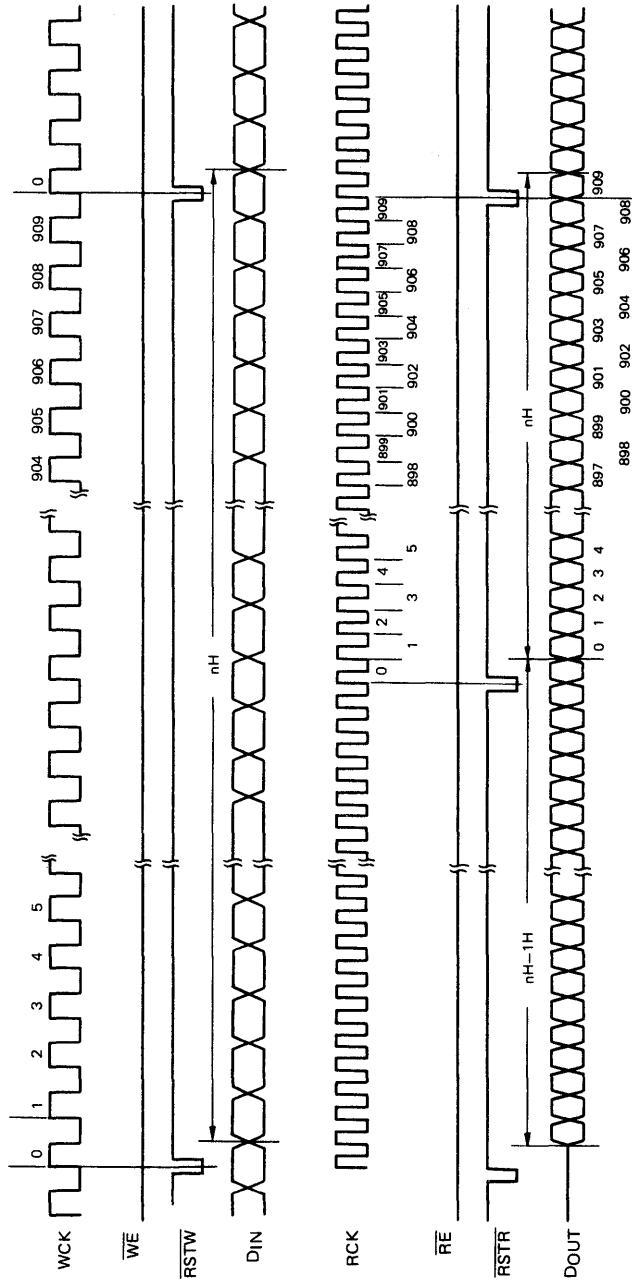 0 1 2 3 4 5 904 905 906 907 908 909 0
WCK
WE
RSTW
nH
DIN
RCK
0 1 2 3 4 5 898 899 900 901 902 903 904 905 906 907 908 909
RE
RSTR
nH–1H nH
DOUT
0 1 2 3 4 897 898 899 900 901 902 903 904 905 906 907 908 909